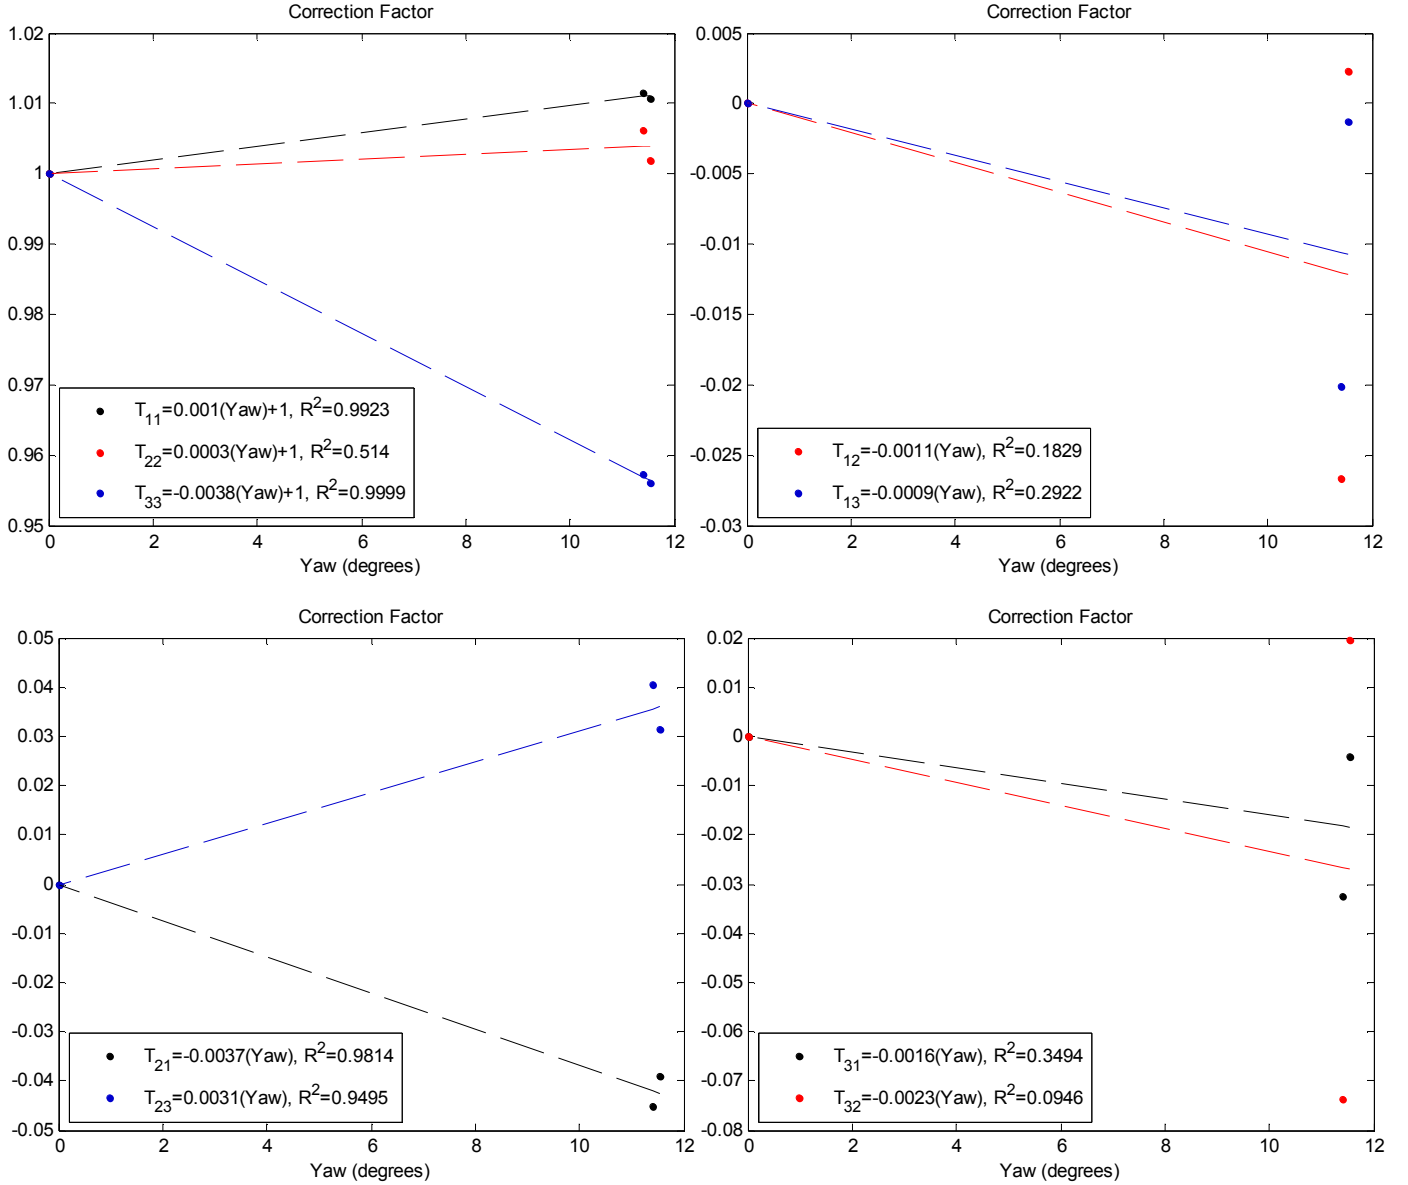 Correction Factor
1.02
1.01
1
0.99
0.98
0.97
0.96
0.95
0 2 4 6 8 10 12
Yaw (degrees)
T11=0.001(Yaw)+1, R2=0.9923
T22=0.0003(Yaw)+1, R2=0.514
T33=-0.0038(Yaw)+1, R2=0.9999
Correction Factor
0.005
0
-0.005
-0.01
-0.015
-0.02
-0.025
-0.03
0 2 4 6 8 10 12
Yaw (degrees)
T12=-0.0011(Yaw), R2=0.1829
T13=-0.0009(Yaw), R2=0.2922
Correction Factor
0.05
0.04
0.03
0.02
0.01
0
-0.01
-0.02
-0.03
-0.04
-0.05
0 2 4 6 8 10 12
Yaw (degrees)
T21=-0.0037(Yaw), R2=0.9814
T23=0.0031(Yaw), R2=0.9495
Correction Factor
0.02
0.01
0
-0.01
-0.02
-0.03
-0.04
-0.05
-0.06
-0.07
-0.08
0 2 4 6 8 10 12
Yaw (degrees)
T31=-0.0016(Yaw), R2=0.3494
T32=-0.0023(Yaw), R2=0.0946